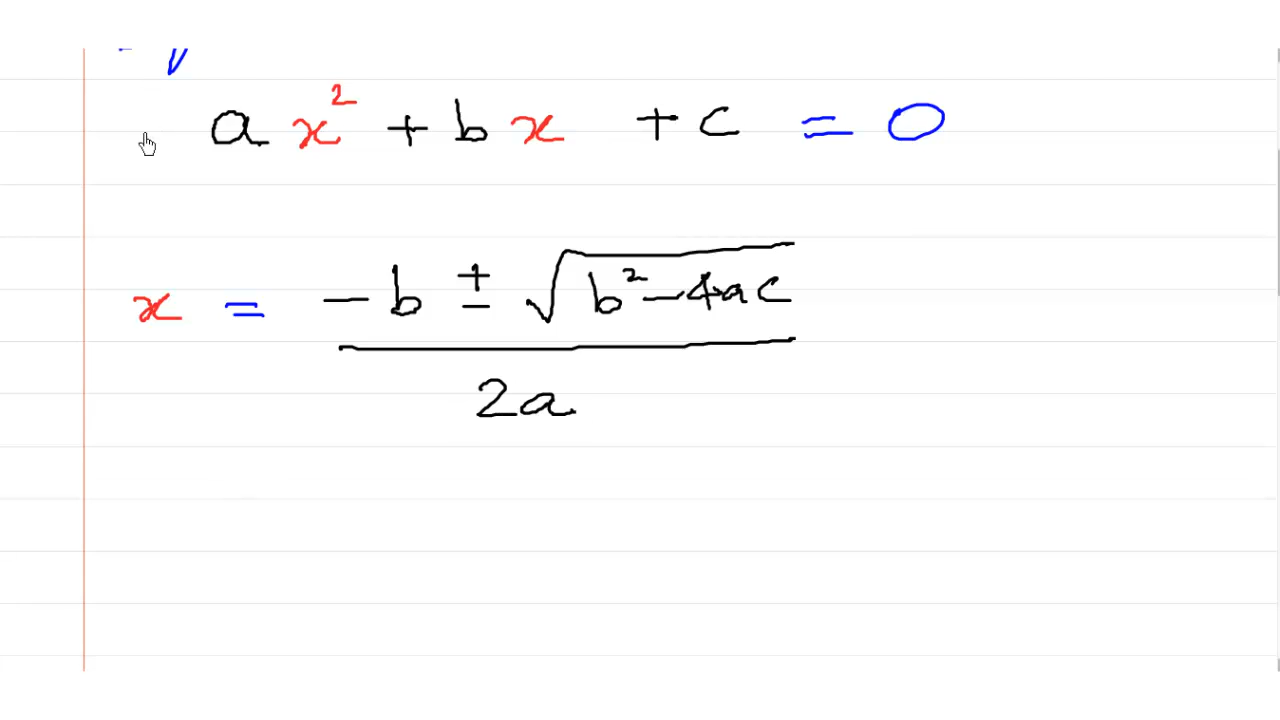 ax² + bx + c = 0
x = (-b ± √(b² - 4ac)) / 2a